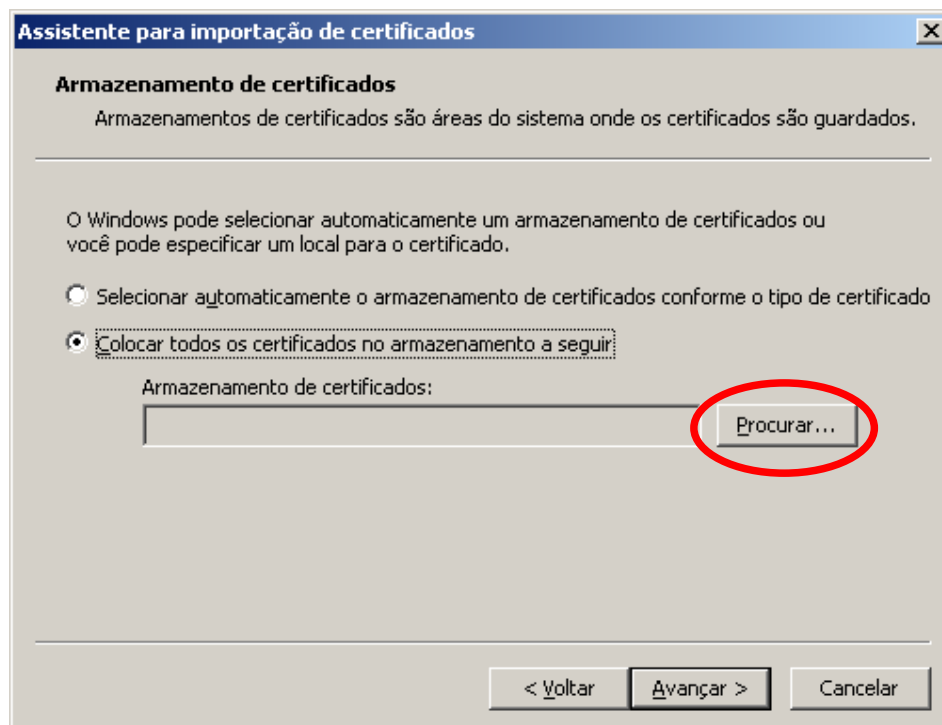 Assistente para importação de certificados
Armazenamento de certificados
Armazenamentos de certificados são áreas do sistema onde os certificados são guardados.
O Windows pode selecionar automaticamente um armazenamento de certificados ou
você pode especificar um local para o certificado.
Selecionar automaticamente o armazenamento de certificados conforme o tipo de certificado
Colocar todos os certificados no armazenamento a seguir
Armazenamento de certificados:
Procurar...
< Voltar
Avançar >
Cancelar